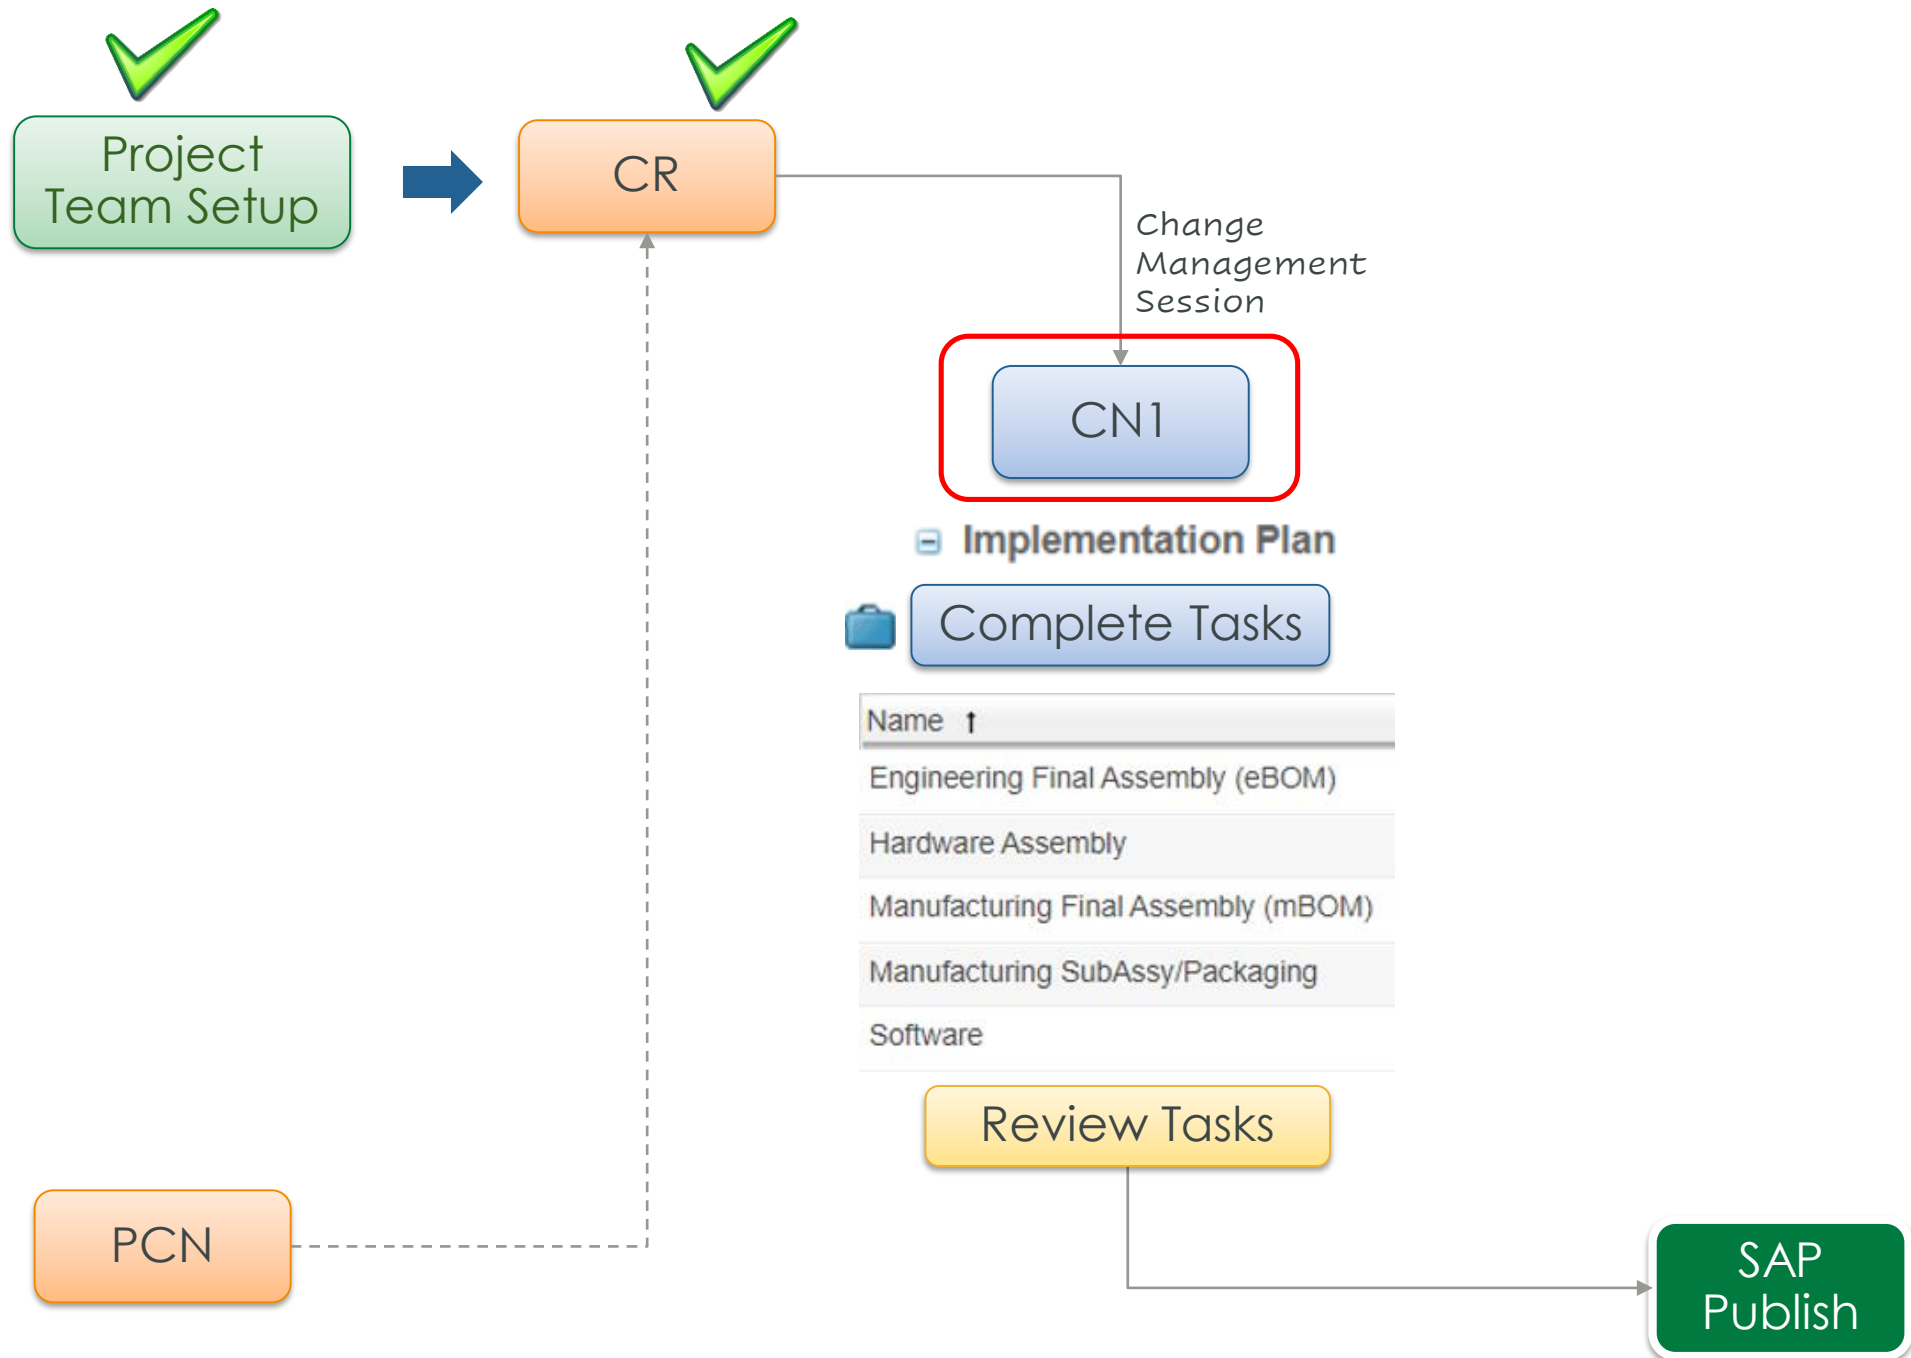 Project
Team Setup
CR
Change
Management
Session
CN1
Implementation Plan
Complete Tasks
Name
Engineering Final Assembly (eBOM)
Hardware Assembly
Manufacturing Final Assembly (mBOM)
Manufacturing SubAssy/Packaging
Software
Review Tasks
PCN
SAP
Publish